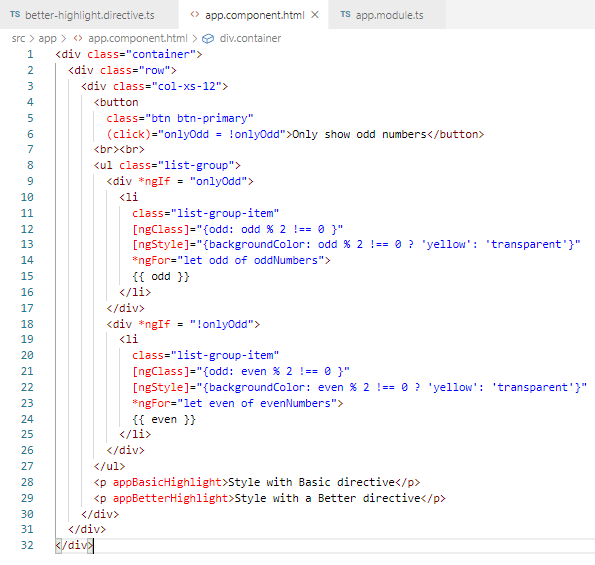 TS better-highlight.directive.ts <> app.component.html × TS app.module.ts
src > app > <> app.component.html > div.container
1 <div class="container">
2 <div class="row">
3 <div class="col-xs-12">
4 <button
5 class="btn btn-primary"
6 (click)="onlyOdd = !onlyOdd">Only show odd numbers</button>
7 <br><br>
8 <ul class="list-group">
9 <div *ngIf = "onlyOdd">
10 <li
11 class="list-group-item"
12 [ngClass]="{odd: odd % 2 !== 0 }"
13 [ngStyle]="{backgroundColor: odd % 2 !== 0 ? 'yellow': 'transparent'}"
14 *ngFor="let odd of oddNumbers">
15 {{ odd }}
16 </li>
17 </div>
18 <div *ngIf = "!onlyOdd">
19 <li
20 class="list-group-item"
21 [ngClass]="{odd: even % 2 !== 0 }"
22 [ngStyle]="{backgroundColor: even % 2 !== 0 ? 'yellow': 'transparent'}"
23 *ngFor="let even of evenNumbers">
24 {{ even }}
25 </li>
26 </div>
27 </ul>
28 <p appBasicHighlight>Style with Basic directive</p>
29 <p appBetterHighlight>Style with a Better directive</p>
30 </div>
31 </div>
32 </div>